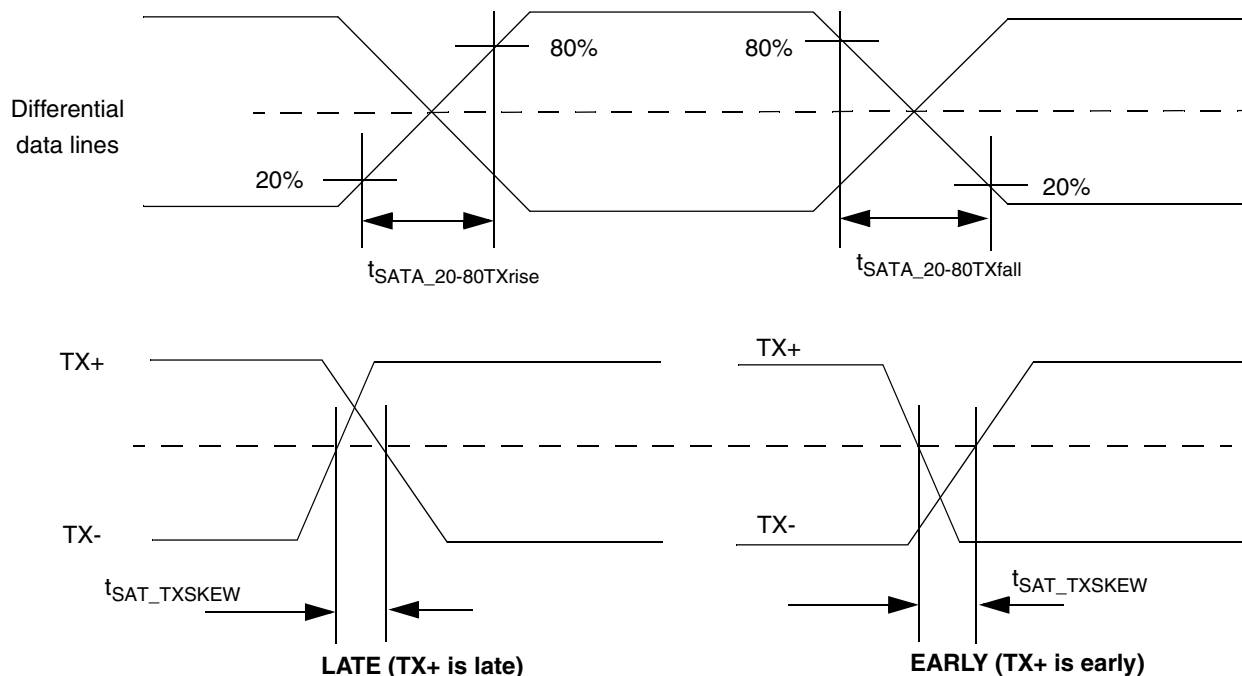 80%
80%
Differential
data lines
20%
20%
tSATA_20-80TXrise
tSATA_20-80TXfall
TX+
TX+
TX-
TX-
tSAT_TXSKEW
tSAT_TXSKEW
LATE (TX+ is late)
EARLY (TX+ is early)